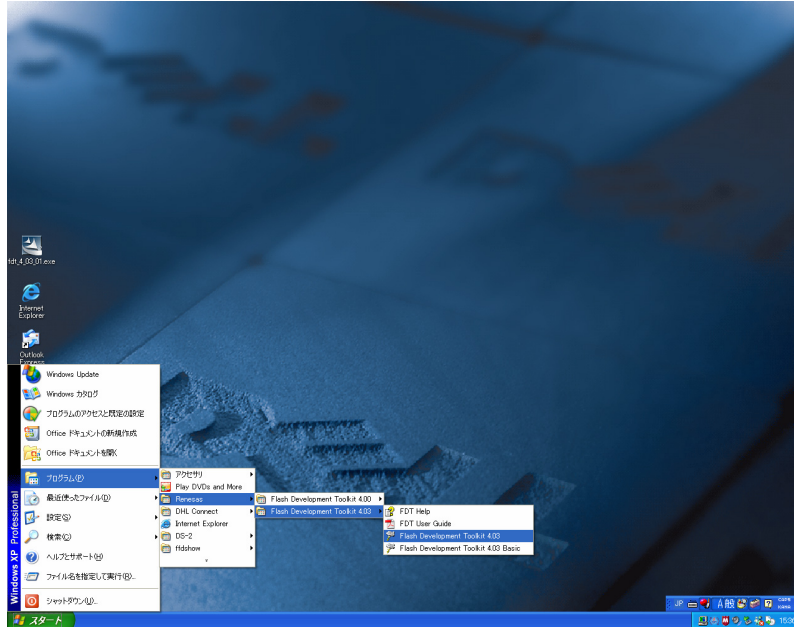 fdt_4_03_01.exe
Internet
Explorer
Outlook
Express
Windows Update
Windows カタログ
プログラムのアクセスと既定の設定
Office ドキュメントの新規作成
Office ドキュメントを開く
プログラム(P)
最近使ったファイル(D)
設定(S)
検索(C)
ヘルプとサポート(H)
ファイル名を指定して実行(R)...
シャットダウン(U)...
Windows XP Professional
アクセサリ
Play DVDs and More
Renesas
DHL Connect
Internet Explorer
DS-2
ffdshow
Flash Development Toolkit 4.00
Flash Development Toolkit 4.03
FDT Help
FDT User Guide
Flash Development Toolkit 4.03
Flash Development Toolkit 4.03 Basic
スタート
JP
A 般
CAPS
KANA
15:36